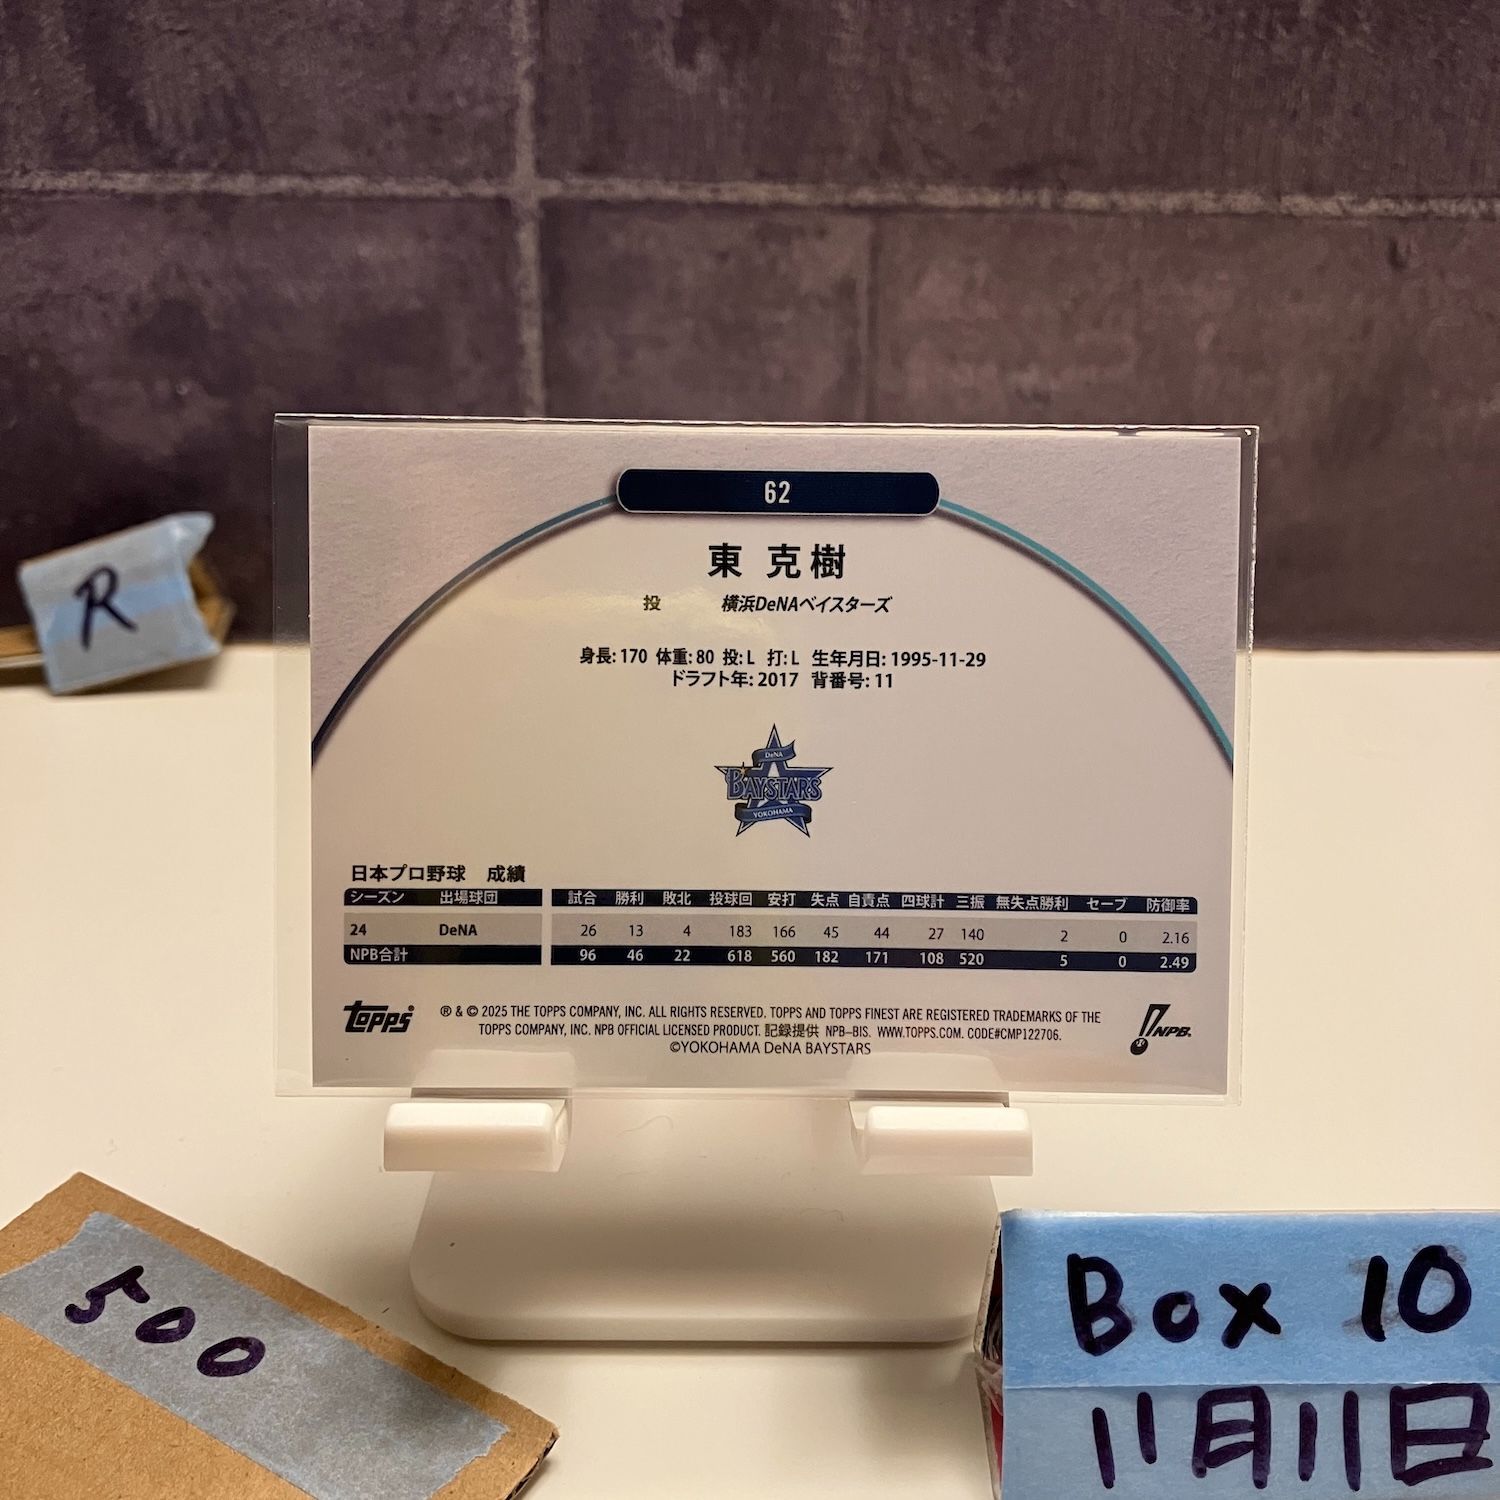 62
東 克樹
投 横浜DeNAベイスターズ
身長: 170 体重: 80 投: L 打: L 生年月日: 1995-11-29
ドラフト年: 2017 背番号: 11
DeNA
BAYSTARS
YOKOHAMA
日本プロ野球 成績
シーズン 出場球団 試合 勝利 敗北 投球回 安打 失点 自責点 四球計 三振 無失点勝利 セーブ 防御率
24 DeNA 26 13 4 183 166 45 44 27 140 2 0 2.16
NPB合計 96 46 22 618 560 182 171 108 520 5 0 2.49
TOPPS®
® & © 2025 THE TOPPS COMPANY, INC. ALL RIGHTS RESERVED. TOPPS AND TOPPS FINEST ARE REGISTERED TRADEMARKS OF THE
TOPPS COMPANY, INC. NPB OFFICIAL LICENSED PRODUCT. 記録提供 NPB-BIS. WWW.TOPPS.COM. CODE#CMP122706.
©YOKOHAMA DeNA BAYSTARS
NPB
R
500
Box 10
11月11日